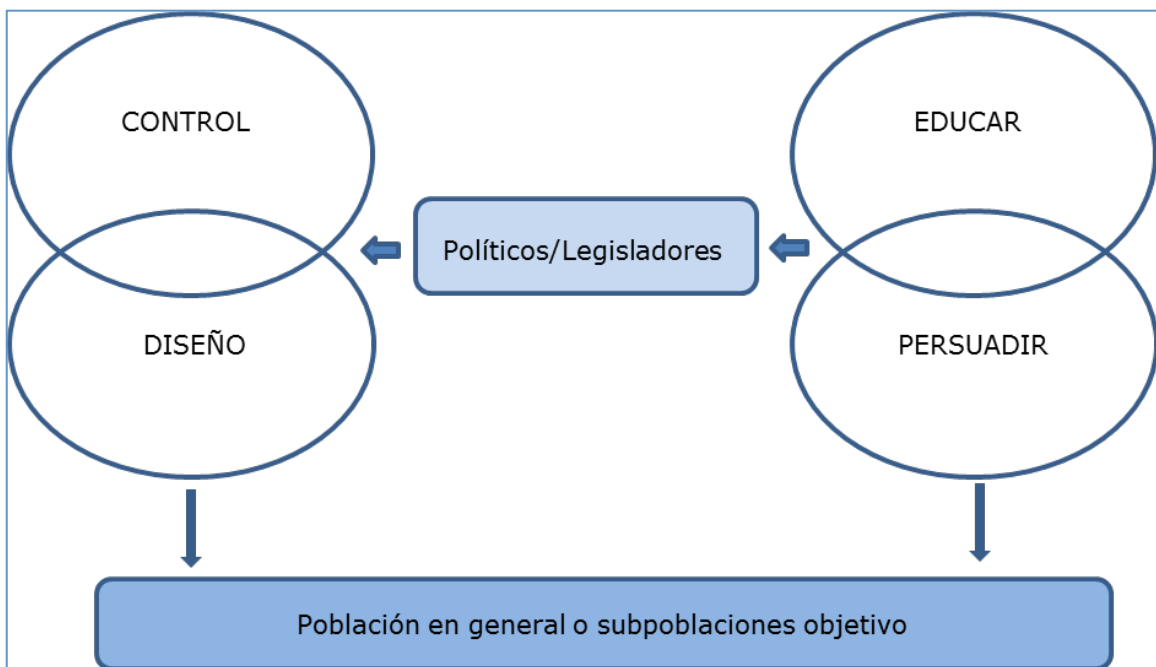 CONTROL
EDUCAR
Políticos/Legisladores
DISEÑO
PERSUADIR
Población en general o subpoblaciones objetivo